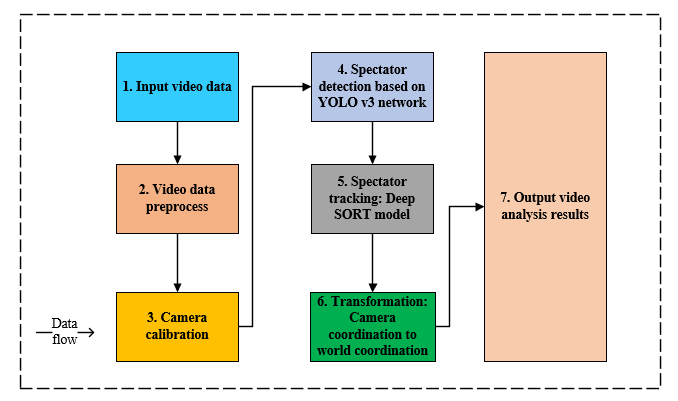 1. Input video data
2. Video data
preprocess
3. Camera
calibration
4. Spectator
detection based on
YOLO v3 network
5. Spectator
tracking: Deep
SORT model
6. Transformation:
Camera
coordination to
world coordination
7. Output video
analysis results
Data
flow